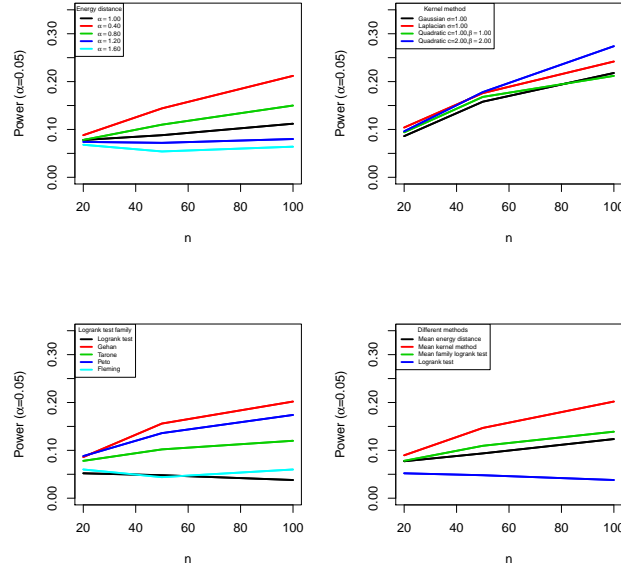 Energy distance
α = 1.00
α = 0.40
α = 0.80
α = 1.20
α = 1.60
Power (α=0.05)
0.00
0.10
0.20
0.30
20
40
60
80
100
n
Kernel method
Gaussian σ=1.00
Laplacian σ=1.00
Quadratic c=1.00,β = 1.00
Quadratic c=2.00,β = 2.00
Power (α=0.05)
0.00
0.10
0.20
0.30
20
40
60
80
100
n
Logrank test family
Logrank test
Gehan
Tarone
Peto
Fleming
Power (α=0.05)
0.00
0.10
0.20
0.30
20
40
60
80
100
n
Different methods
Mean energy distance
Mean kernel method
Mean family logrank test
Logrank test
Power (α=0.05)
0.00
0.10
0.20
0.30
20
40
60
80
100
n